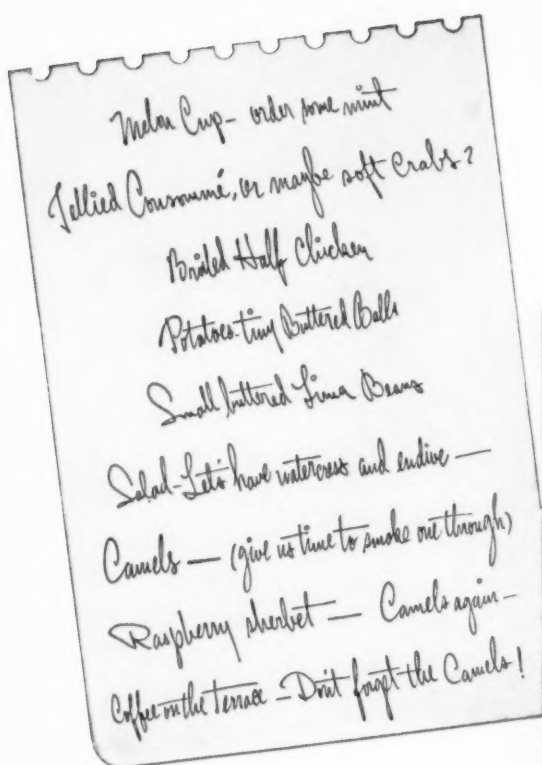 Melon Cup - order some mint
Jellied Consommé, or maybe soft crabs?
Broiled Half Chicken
Potatoes - tiny Buttered Balls
Small buttered Lima Beans
Salad - Let's have watercress and endive —
Camels — (give us time to smoke one through)
Raspberry sherbet — Camels again —
Coffee on the terrace - Don't forget the Camels!